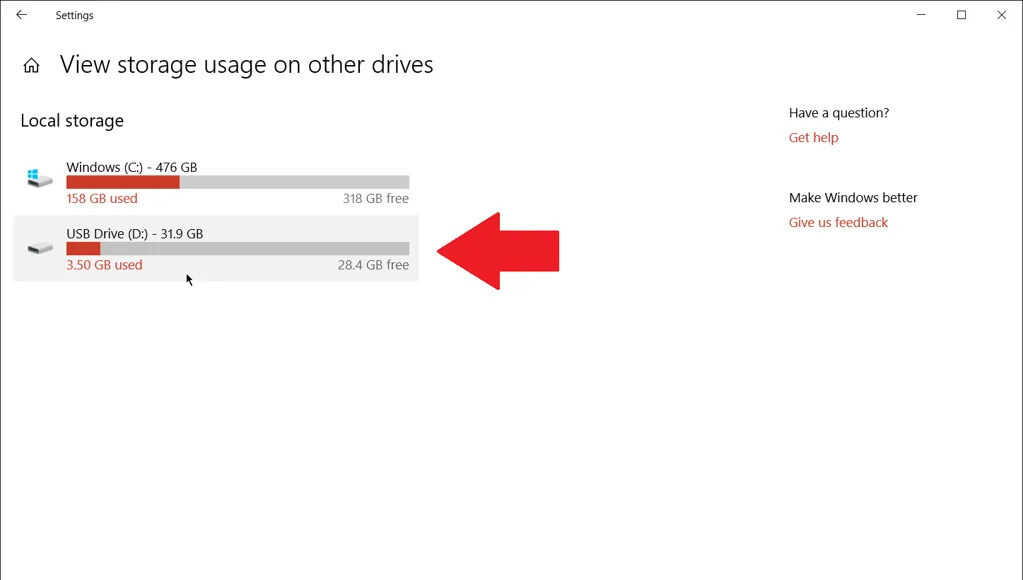 Settings
View storage usage on other drives
Local storage
Windows (C:) - 476 GB
158 GB used 318 GB free
USB Drive (D:) - 31.9 GB
3.50 GB used 28.4 GB free
Have a question?
Get help
Make Windows better
Give us feedback